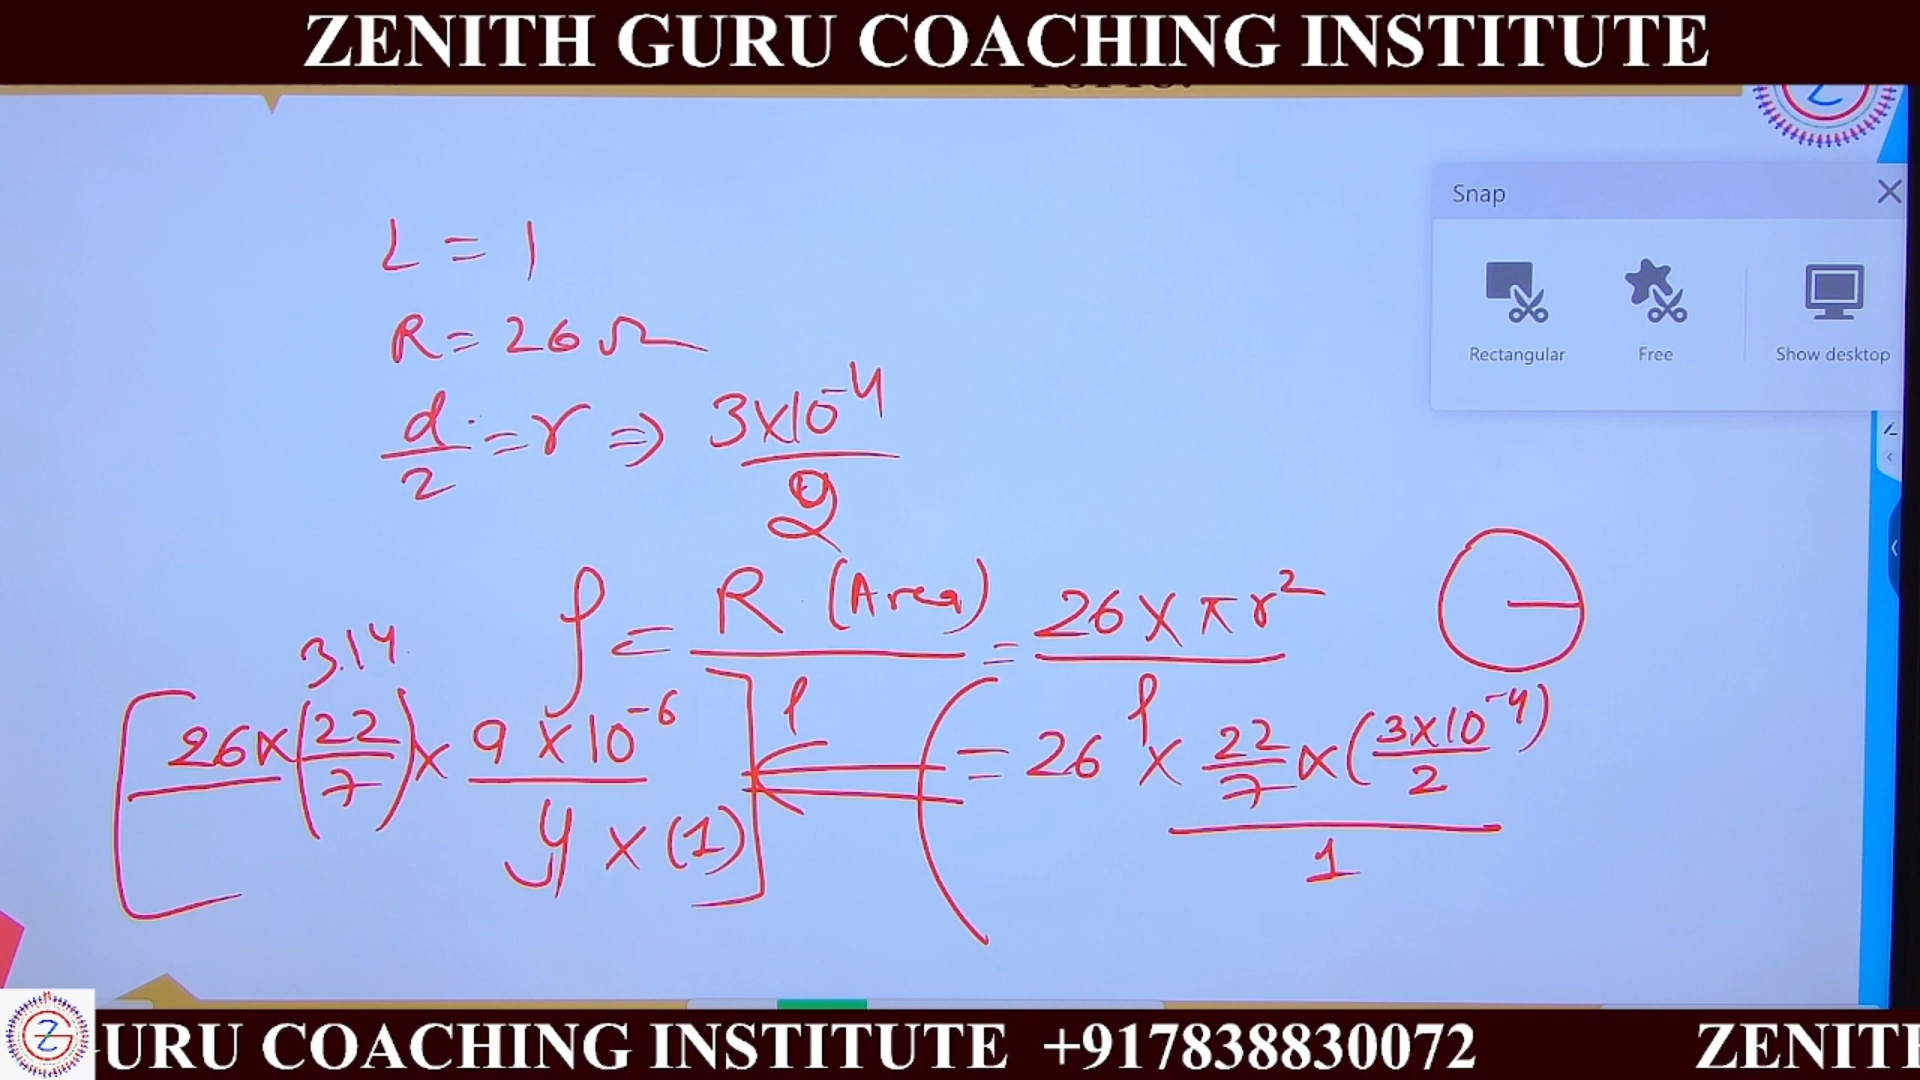 ZENITH GURU COACHING INSTITUTE
Snap
Rectangular Free Show desktop
L = 1
R = 26 Ω
d/2 = r ⇒ 3×10⁻⁴/2
ρ = R (Area)/l = 26 × π r²/l
= 26 × 22/7 × (3×10⁻⁴/2)/1
3.14
[26 × (22/7) × 9 × 10⁻⁶/4 × (1)]
URU COACHING INSTITUTE +917838830072 ZENIT